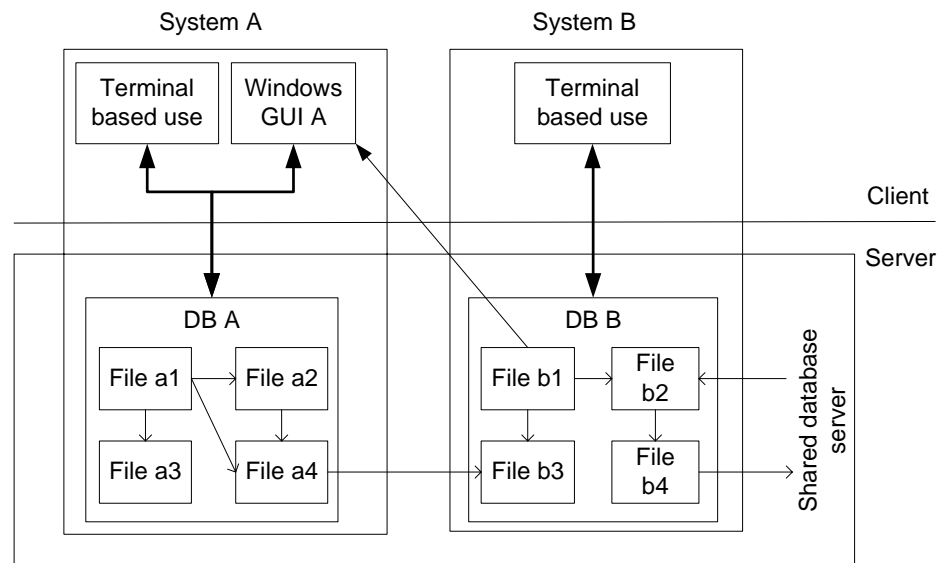 System A
System B
Terminal
based use
Windows
GUI A
Terminal
based use
Client
Server
DB A
DB B
File a1
File a2
File b1
File
b2
File a3
File a4
File b3
File
b4
Shared database
server